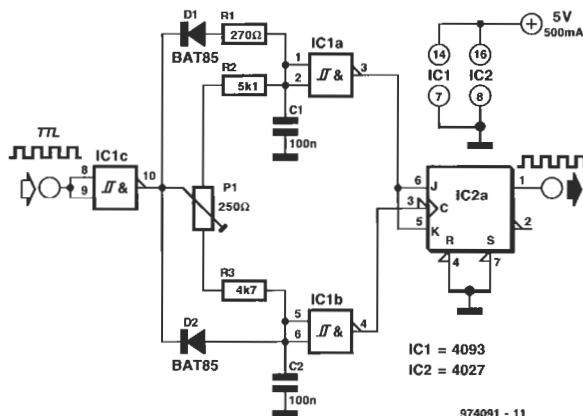 D1
BAT85
R1
270Ω
R2
5k1
IC1a
1
2
&
3
C1
100n
5V
500mA
14
16
IC1
IC2
7
8
TTL
IC1c
8
9
&
10
P1
250Ω
6
J
3
C
5
K
IC2a
1
2
R
S
4
7
R3
4k7
IC1b
5
6
&
4
D2
BAT85
C2
100n
IC1 = 4093
IC2 = 4027
974091 - 11